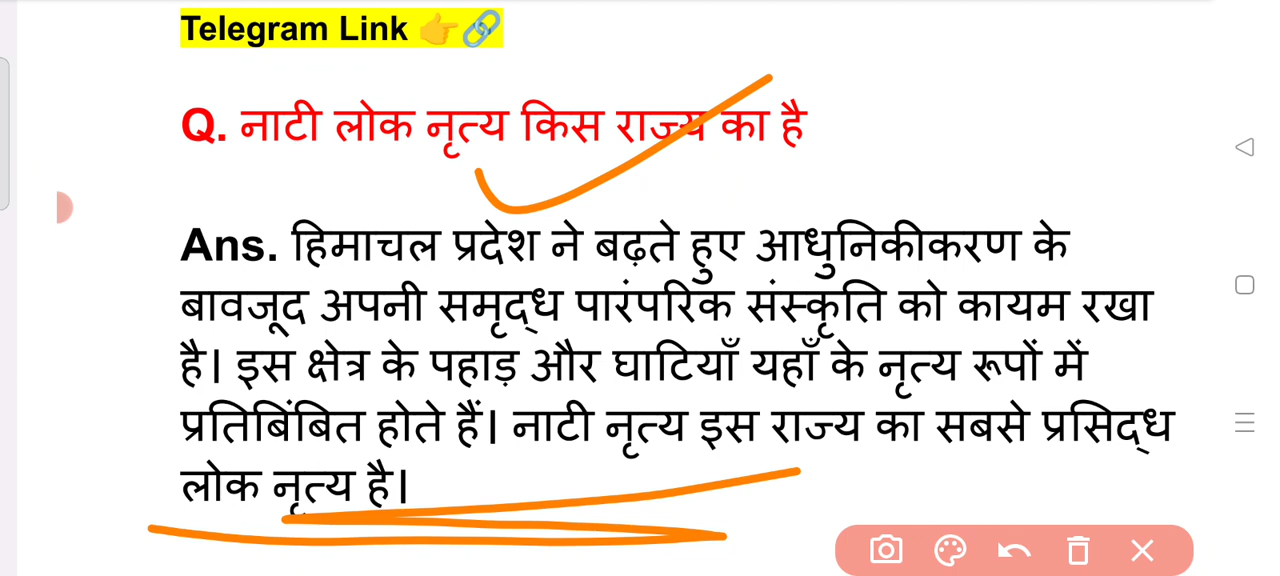 Telegram Link 👉🔗
Q. नाटी लोक नृत्य किस राज्य का है
Ans. हिमाचल प्रदेश ने बढ़ते हुए आधुनिकीकरण के
बावजूद अपनी समृद्ध पारंपरिक संस्कृति को कायम रखा
है। इस क्षेत्र के पहाड़ और घाटियाँ यहाँ के नृत्य रूपों में
प्रतिबिंबित होते हैं। नाटी नृत्य इस राज्य का सबसे प्रसिद्ध
लोक नृत्य है।